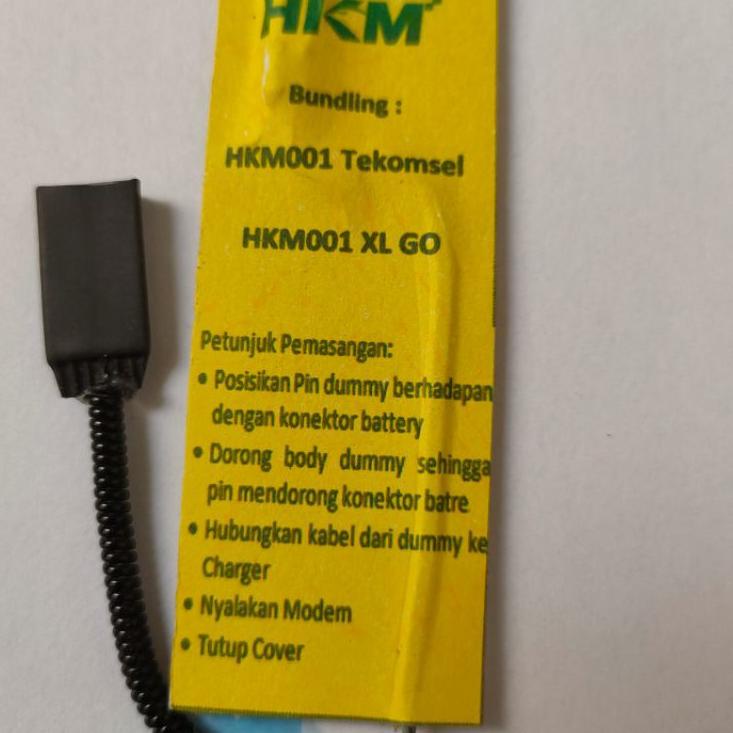 HKM
Bundling :
HKM001 Tekomsel
HKM001 XL GO
Petunjuk Pemasangan:
• Posisikan Pin dummy berhadapan
dengan konektor battery
• Dorong body dummy sehingga
pin mendorong konektor batre
• Hubungkan kabel dari dummy ke
Charger
• Nyalakan Modem
• Tutup Cover